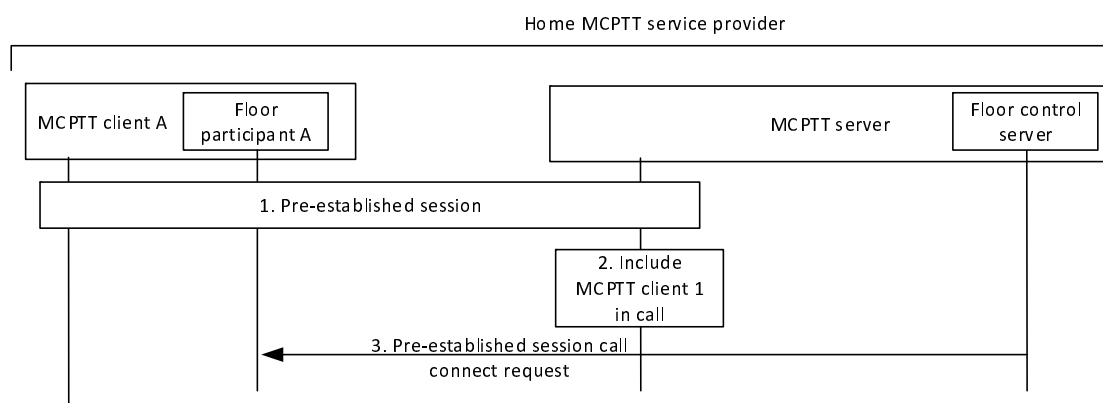 Home MCPTT service provider
MCPTT client A
Floor
participant A
MCPTT server
Floor control
server
1. Pre-established session
2. Include
MCPTT client 1
in call
3. Pre-established session call
connect request